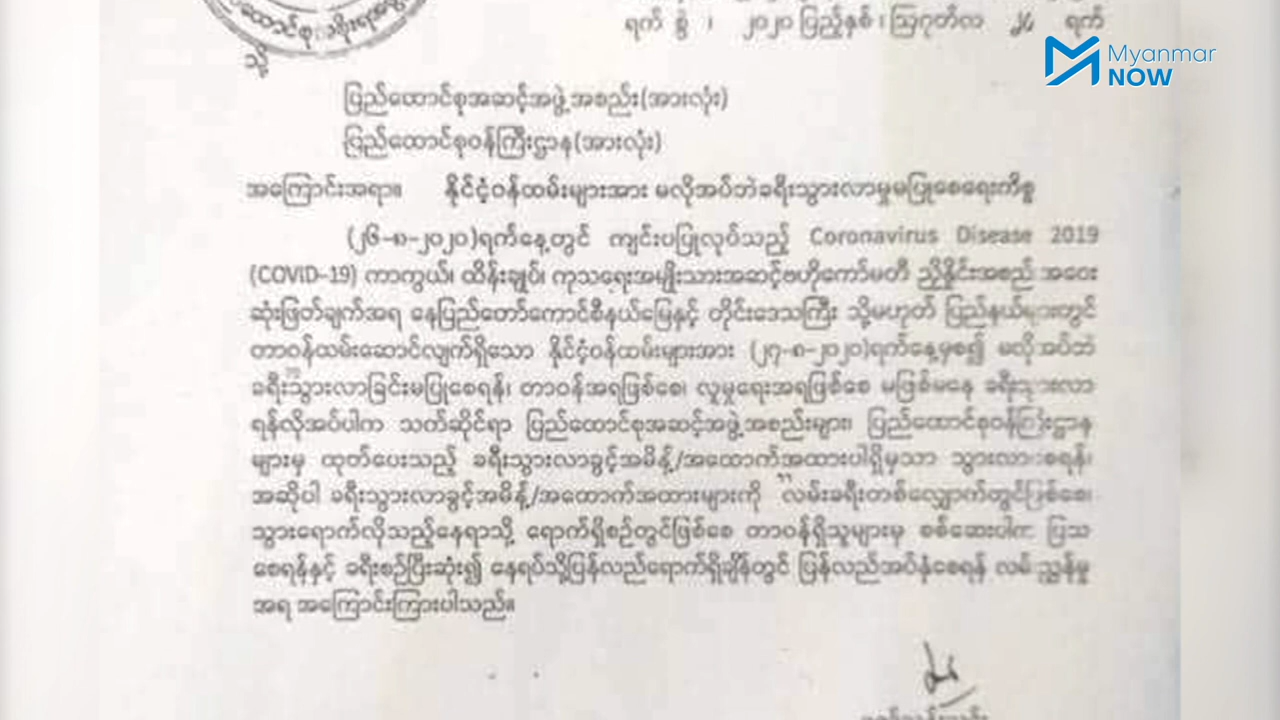 ရက် စွဲ ၊ ၂၀၂၀ ပြည့်နှစ်၊ ဩဂုတ်လ ၂၄ ရက်
Myanmar
NOW
သို့
ပြည်ထောင်စုအဆင့်အဖွဲ့အစည်း(အားလုံး)
ပြည်ထောင်စုဝန်ကြီးဌာန(အားလုံး)
အကြောင်းအရာ။ နိုင်ငံ့ဝန်ထမ်းများအား မလိုအပ်ဘဲခရီးသွားလာမှုမပြုစေရေးကိစ္စ
(၂၆-၈-၂၀၂၀)ရက်နေ့တွင် ကျင်းပပြုလုပ်သည့် Coronavirus Disease 2019
(COVID-19) ကာကွယ်၊ ထိန်းချုပ်၊ ကုသရေးအမျိုးသားအဆင့်ဗဟိုကော်မတီ ညှိနှိုင်းအစည်း အဝေး
ဆုံးဖြတ်ချက်အရ နေပြည်တော်ကောင်စီနယ်မြေနှင့် တိုင်းဒေသကြီး သို့မဟုတ် ပြည်နယ်များတွင်
တာဝန်ထမ်းဆောင်လျက်ရှိသော နိုင်ငံ့ဝန်ထမ်းများအား (၂၇-၈-၂၀၂၀)ရက်နေ့မှစ၍ မလိုအပ်ဘဲ
ခရီးသွားလာခြင်းမပြုစေရန်၊ တာဝန်အရဖြစ်စေ၊ လူမှုရေးအရဖြစ်စေ မဖြစ်မနေ ခရီးသွားလာ
ရန်လိုအပ်ပါက သက်ဆိုင်ရာ ပြည်ထောင်စုအဆင့်အဖွဲ့အစည်းများ၊ ပြည်ထောင်စုဝန်ကြီးဌာန
များမှ ထုတ်ပေးသည့် ခရီးသွားလာခွင့်အမိန့်/အထောက်အထားပါရှိမှသာ သွားလာစေရန်၊
အဆိုပါ ခရီးသွားလာခွင့်အမိန့်/အထောက်အထားများကို လမ်းခရီးတစ်လျှောက်တွင်ဖြစ်စေ၊
သွားရောက်လိုသည့်နေရာသို့ ရောက်ရှိစဉ်တွင်ဖြစ်စေ တာဝန်ရှိသူများမှ စစ်ဆေးပါက ပြသ
စေရန်နှင့် ခရီးစဉ်ပြီးဆုံး၍ နေရပ်သို့ပြန်လည်ရောက်ရှိချိန်တွင် ပြန်လည်အပ်နှံစေရန် လမ်းညွှန်မှု
အရ အကြောင်းကြားပါသည်။